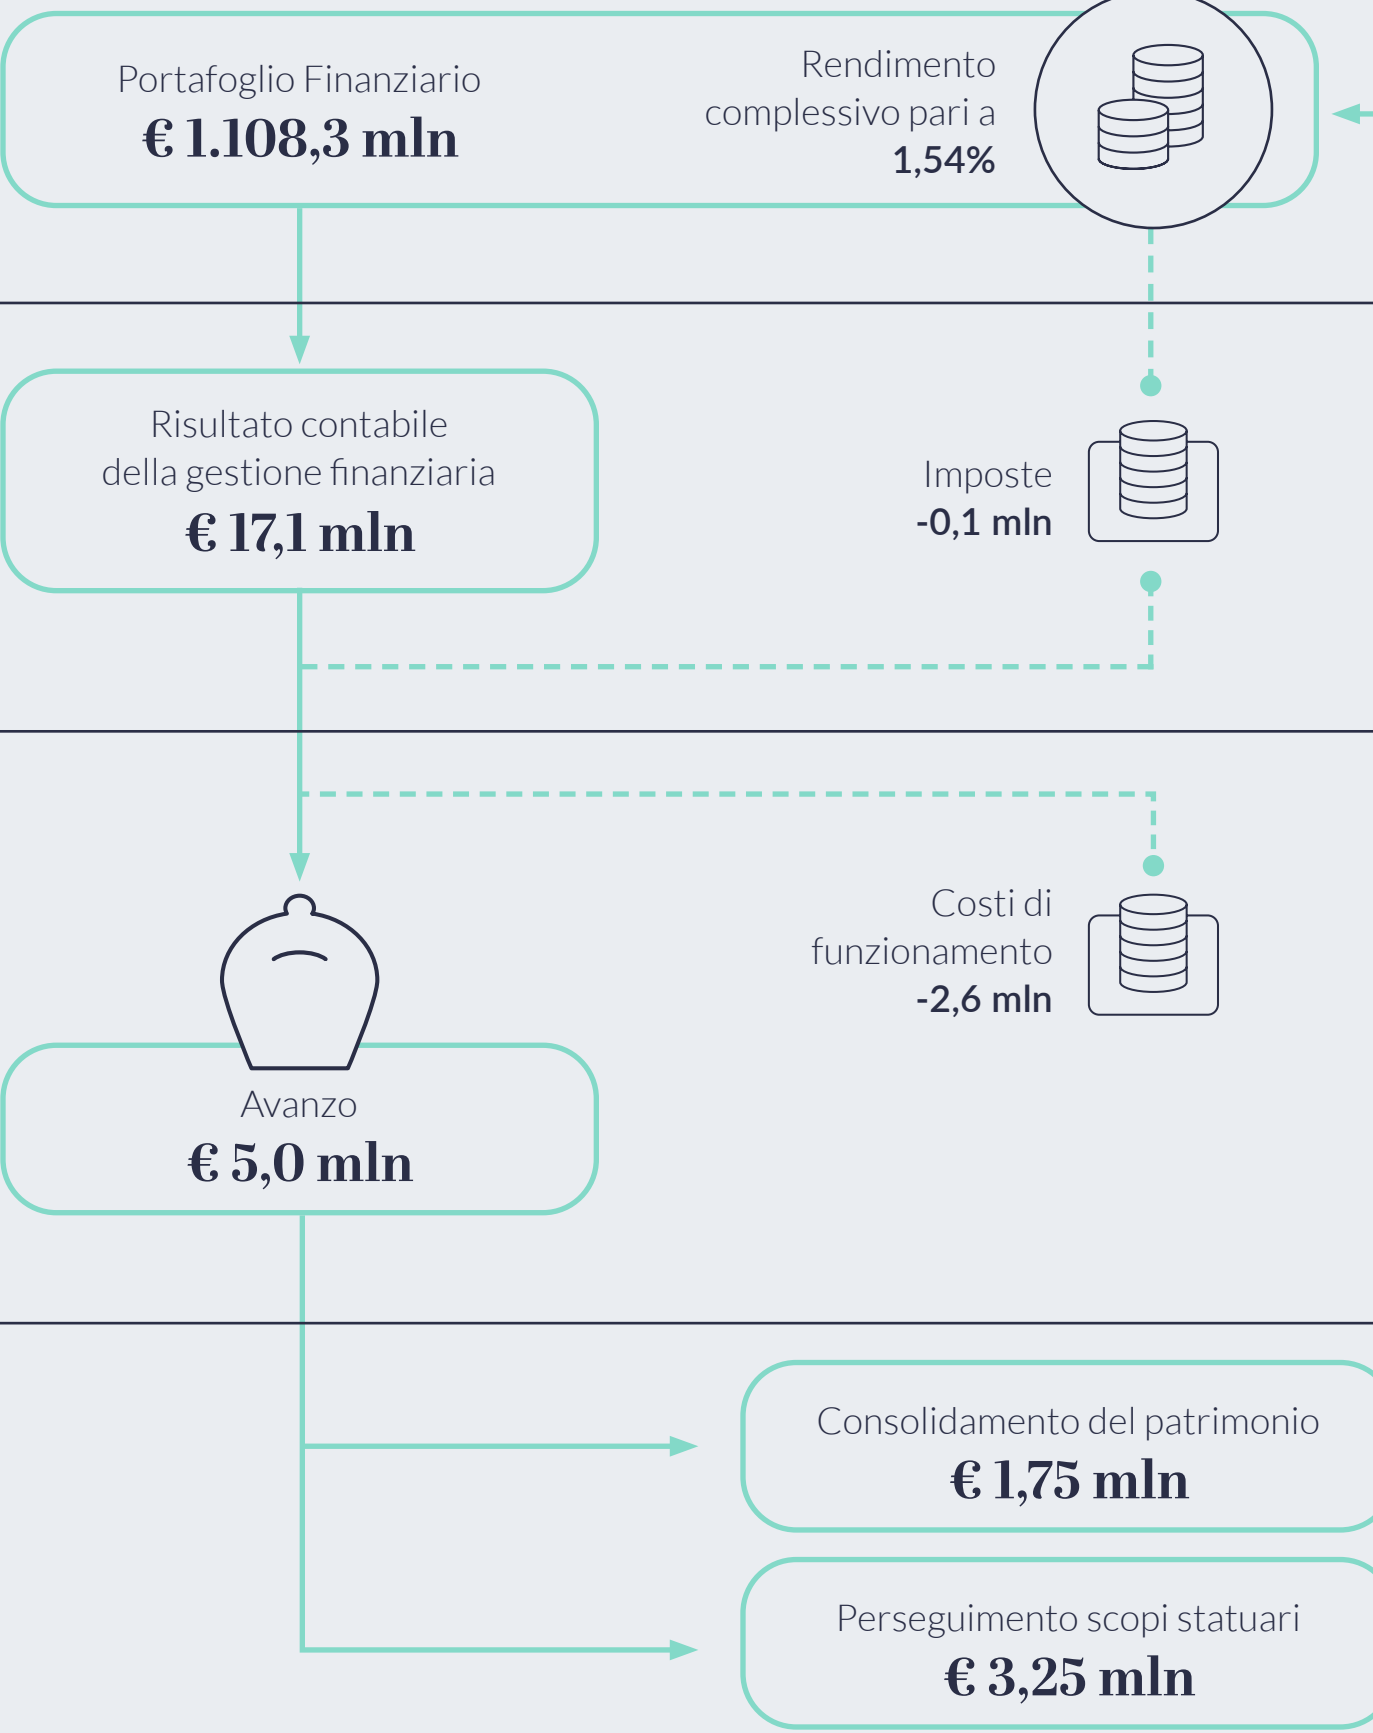 Portafoglio Finanziario
€ 1.108,3 mln
Rendimento
complessivo pari a
1,54%
Risultato contabile
della gestione finanziaria
€ 17,1 mln
Imposte
-0,1 mln
Costi di
funzionamento
-2,6 mln
Avanzo
€ 5,0 mln
Consolidamento del patrimonio
€ 1,75 mln
Perseguimento scopi statuari
€ 3,25 mln